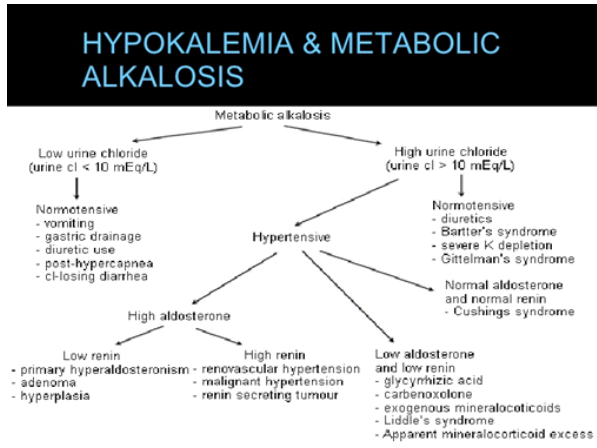 HYPOKALEMIA & METABOLIC
ALKALOSIS
Metabolic alkalosis
Low urine chloride
(urine cl < 10 mEq/L)
High urine chloride
(urine cl > 10 mEq/L)
Normotensive
- vomiting
- gastric drainage
- diuretic use
- post-hypercapnea
- cl-losing diarrhea
Hypertensive
Normotensive
- diuretics
- Bartter's syndrome
- severe K depletion
- Gittelman's syndrome
Normal aldosterone
and normal renin
- Cushings syndrome
High aldosterone
Low renin
- primary hyperaldosteronism
- adenoma
- hyperplasia
High renin
- renovascular hypertension
- malignant hypertension
- renin secreting tumour
Low aldosterone
and low renin
- glycyrrhizic acid
- carbenoxolone
- exogenous mineralocoticoids
- Liddle's syndrome
- Apparent mineralocorticoid excess